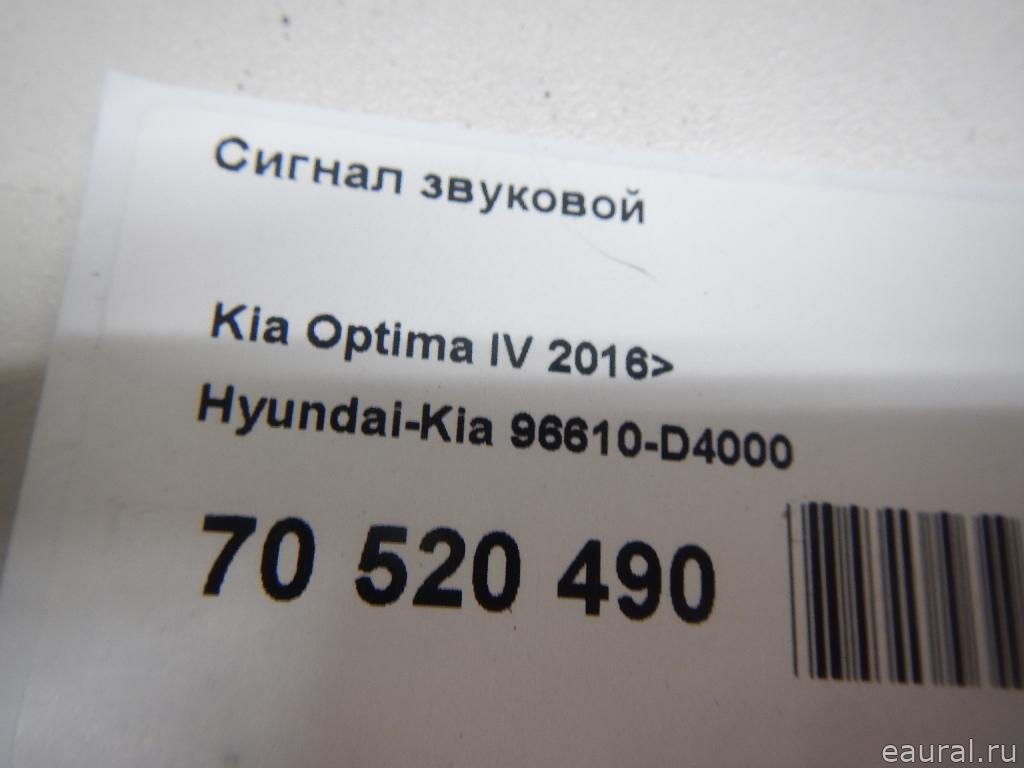 Сигнал звуковой
Kia Optima IV 2016>
Hyundai-Kia 96610-D4000
70 520 490
eaural.ru